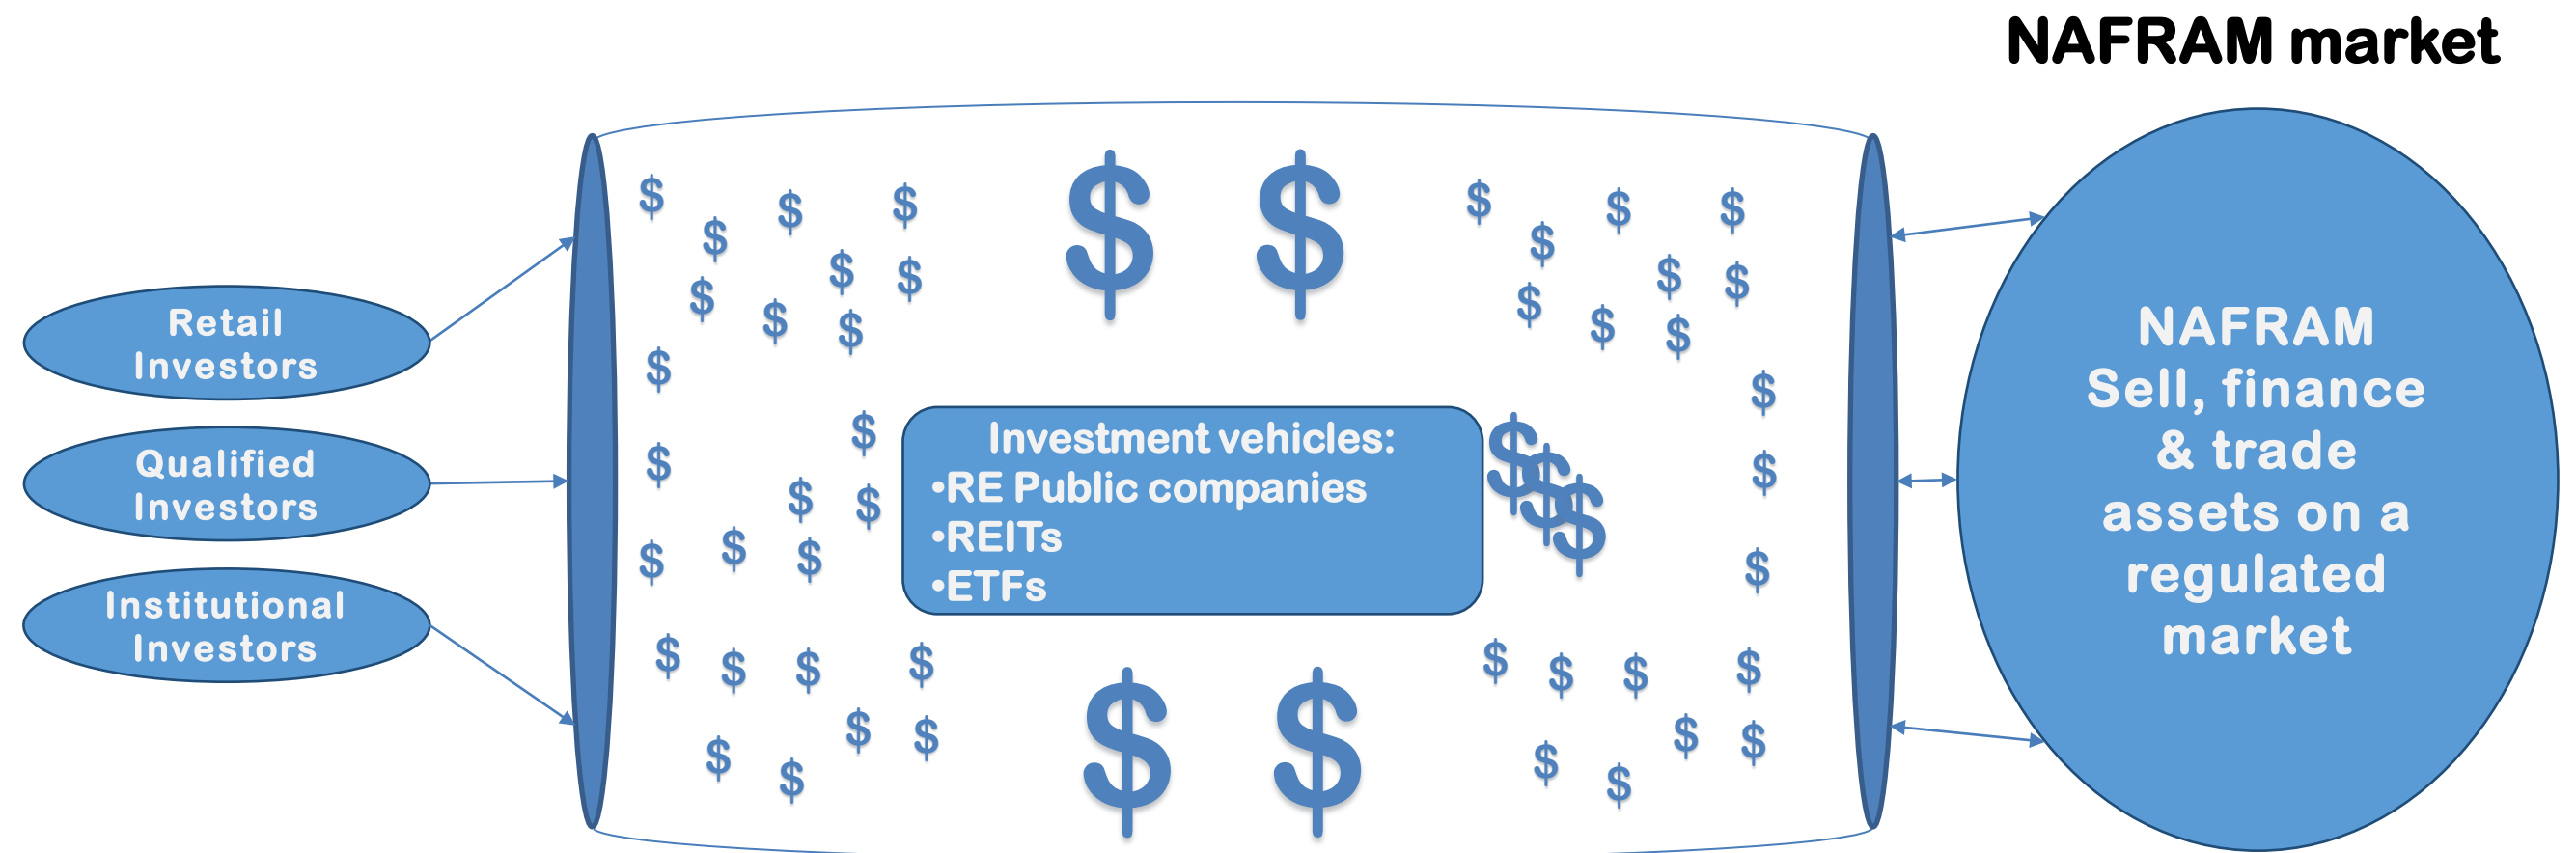 NAFRAM market
Retail
Investors
Qualified
Investors
Institutional
Investors
Investment vehicles:
•RE Public companies
•REITs
•ETFs
NAFRAM
Sell, finance
& trade
assets on a
regulated
market